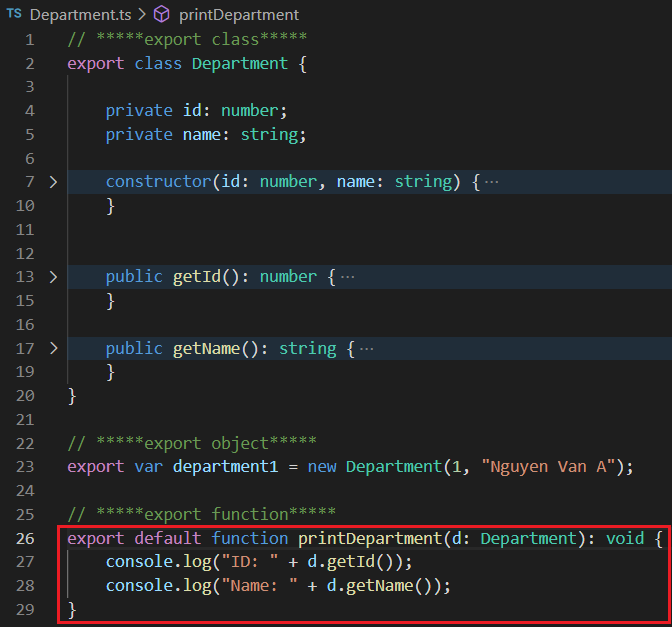 TS Department.ts > printDepartment
1 // *****export class*****
2 export class Department {
3
4 private id: number;
5 private name: string;
6
7 > constructor(id: number, name: string) {···
10 }
11
12
13 > public getId(): number {···
15 }
16
17 > public getName(): string {···
19 }
20 }
21
22 // *****export object*****
23 export var department1 = new Department(1, "Nguyen Van A");
24
25 // *****export function*****
26 export default function printDepartment(d: Department): void {
27 console.log("ID: " + d.getId());
28 console.log("Name: " + d.getName());
29 }